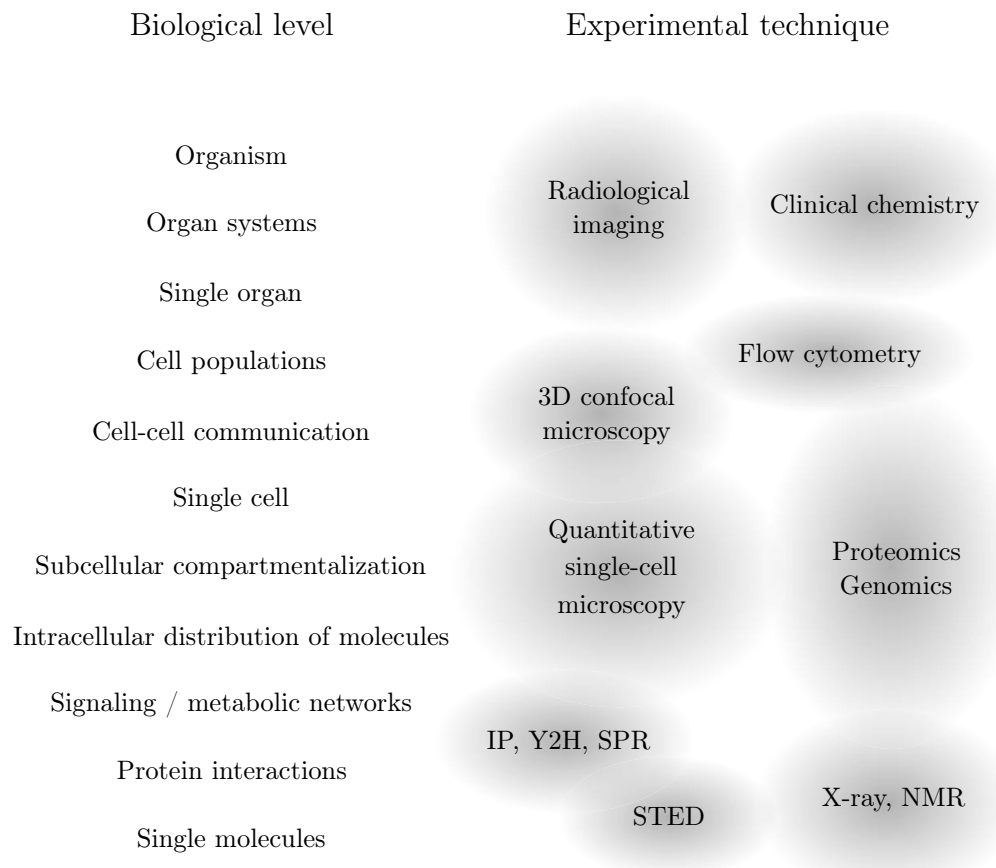 Biological level
Experimental technique
Organism
Organ systems
Single organ
Cell populations
Cell-cell communication
Single cell
Subcellular compartmentalization
Intracellular distribution of molecules
Signaling / metabolic networks
Protein interactions
Single molecules
Radiological
imaging
Clinical chemistry
Flow cytometry
3D confocal
microscopy
Quantitative
single-cell
microscopy
Proteomics
Genomics
IP, Y2H, SPR
STED
X-ray, NMR